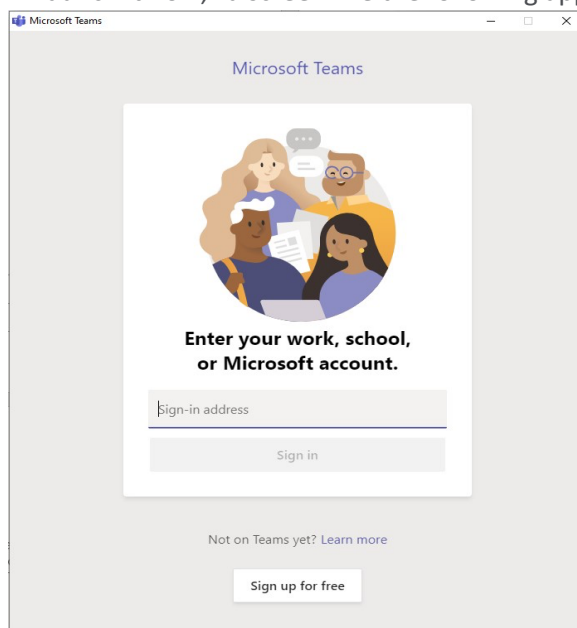 Microsoft Teams
Microsoft Teams
Enter your work, school,
or Microsoft account.
Sign-in address
Sign in
Not on Teams yet? Learn more
Sign up for free